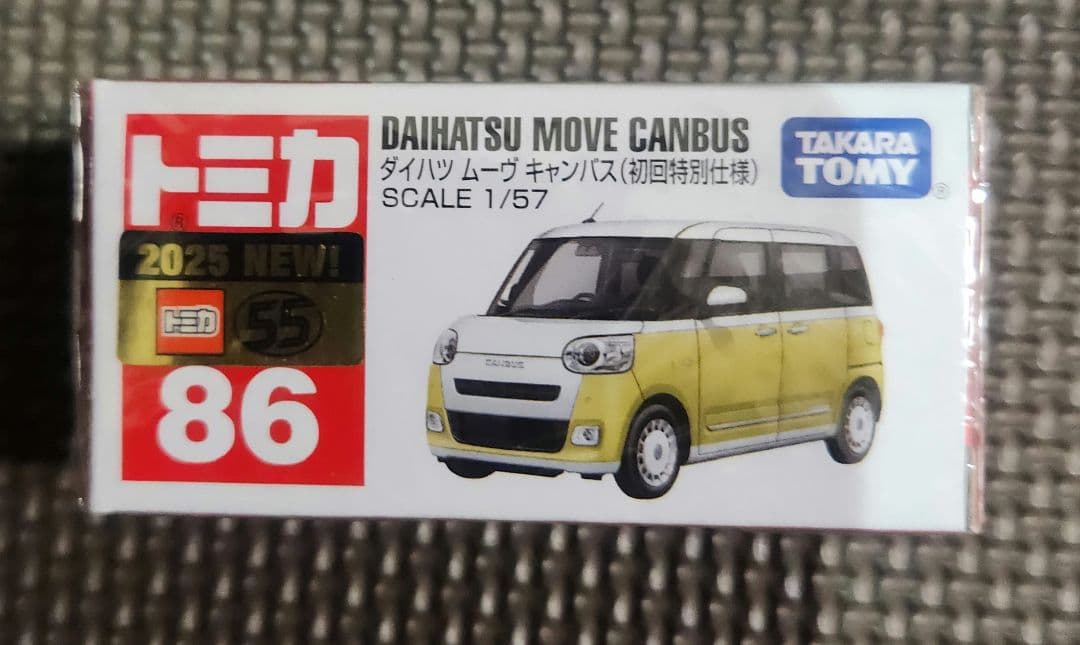 トミカ
®
2025 NEW!
トミカ 55
86
DAIHATSU MOVE CANBUS
ダイハツ ムーヴ キャンバス(初回特別仕様)
SCALE 1/57
TAKARA
TOMY
®
CANBUS